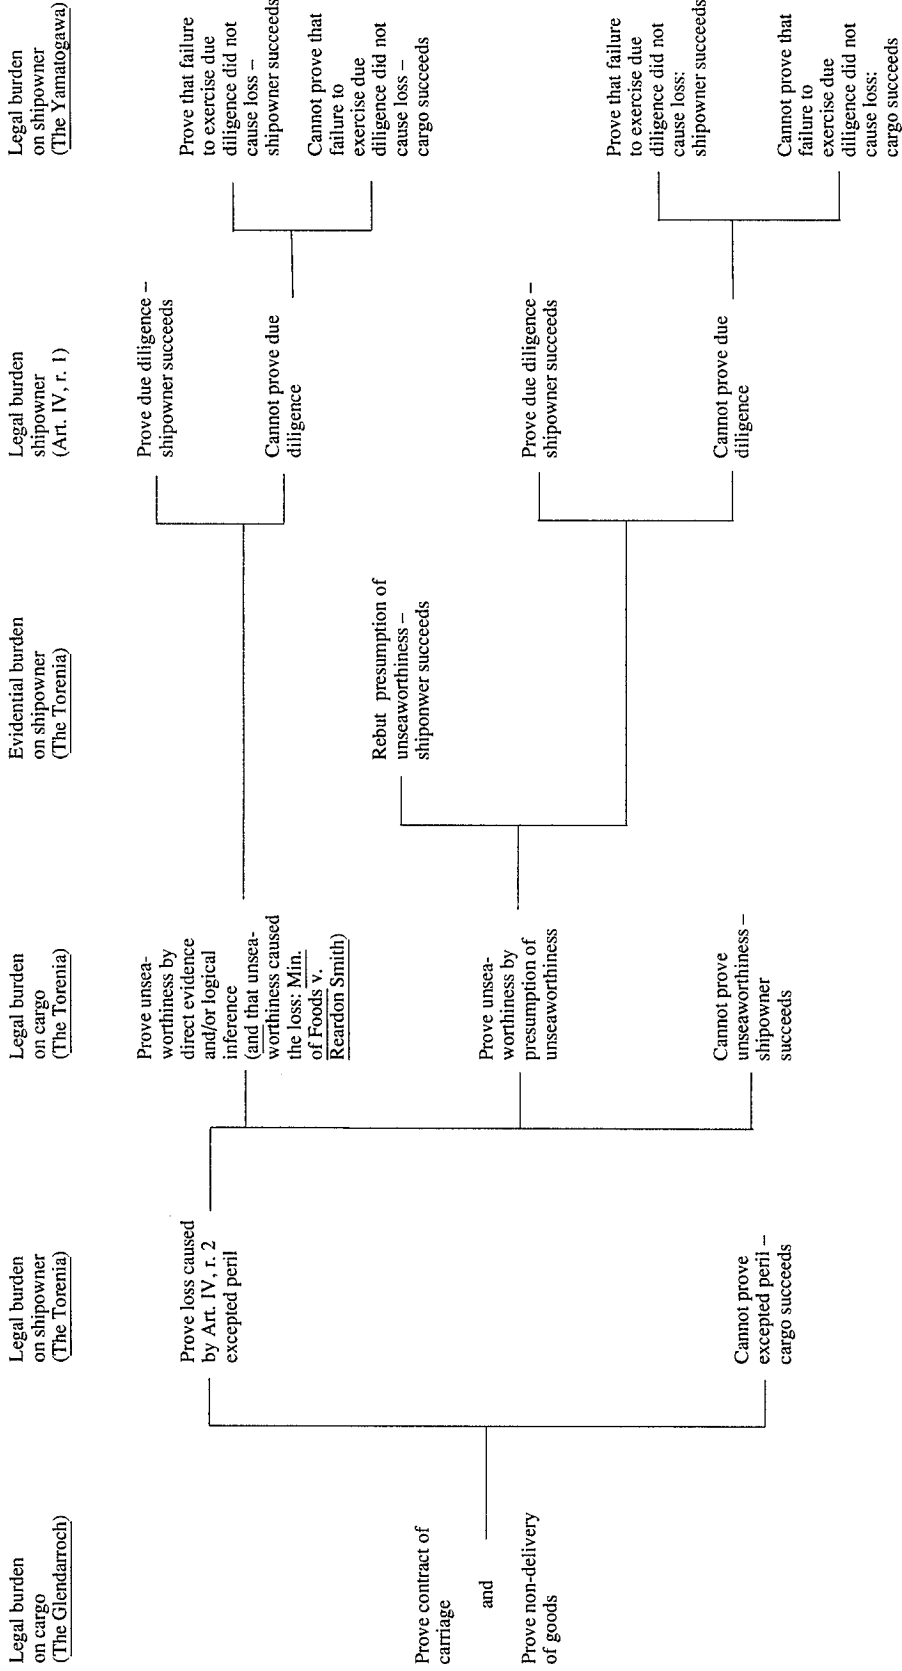 Legal burden
on cargo
(The Glendarroch)
Prove contract of
carriage
and
Prove non-delivery
of goods
Legal burden
on shipowner
(The Torenia)
Prove loss caused
by Art. IV, r. 2
excepted peril
Cannot prove
excepted peril –
cargo succeeds
Legal burden
on cargo
(The Torenia)
Prove unsea-
worthiness by
direct evidence
and/or logical
inference
(and that unsea-
worthiness caused
the loss: Min.
of Foods v.
Reardon Smith)
Prove unsea-
worthiness by
presumption of
unseaworthiness
Cannot prove
unseaworthiness –
shipowner
succeeds
Evidential burden
on shipowner
(The Torenia)
Rebut presumption of
unseaworthiness –
shiponwer succeeds
Legal burden
shipowner
(Art. IV, r. 1)
Prove due diligence –
shipowner succeeds
Cannot prove due
diligence
Prove due diligence –
shipowner succeeds
Cannot prove due
diligence
Legal burden
on shipowner
(The Yamatogawa)
Prove that failure
to exercise due
diligence did not
cause loss –
shipowner succeeds
Cannot prove that
failure to
exercise due
diligence did not
cause loss –
cargo succeeds
Prove that failure
to exercise due
diligence did not
cause loss:
shipowner succeeds
Cannot prove that
failure to
exercise due
diligence did not
cause loss:
cargo succeeds